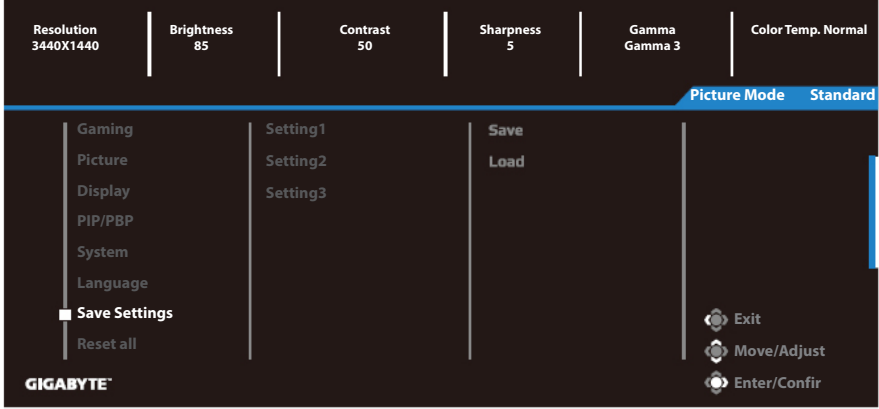 Resolution
3440X1440
Brightness
85
Contrast
50
Sharpness
5
Gamma
Gamma 3
Color Temp. Normal
Picture Mode Standard
Gaming
Picture
Display
PIP/PBP
System
Language
Save Settings
Reset all
Setting1
Setting2
Setting3
Save
Load
Exit
Move/Adjust
Enter/Confir
GIGABYTE™